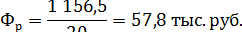 Фр = 1 156,5 / 20 = 57,8 тыс. руб.